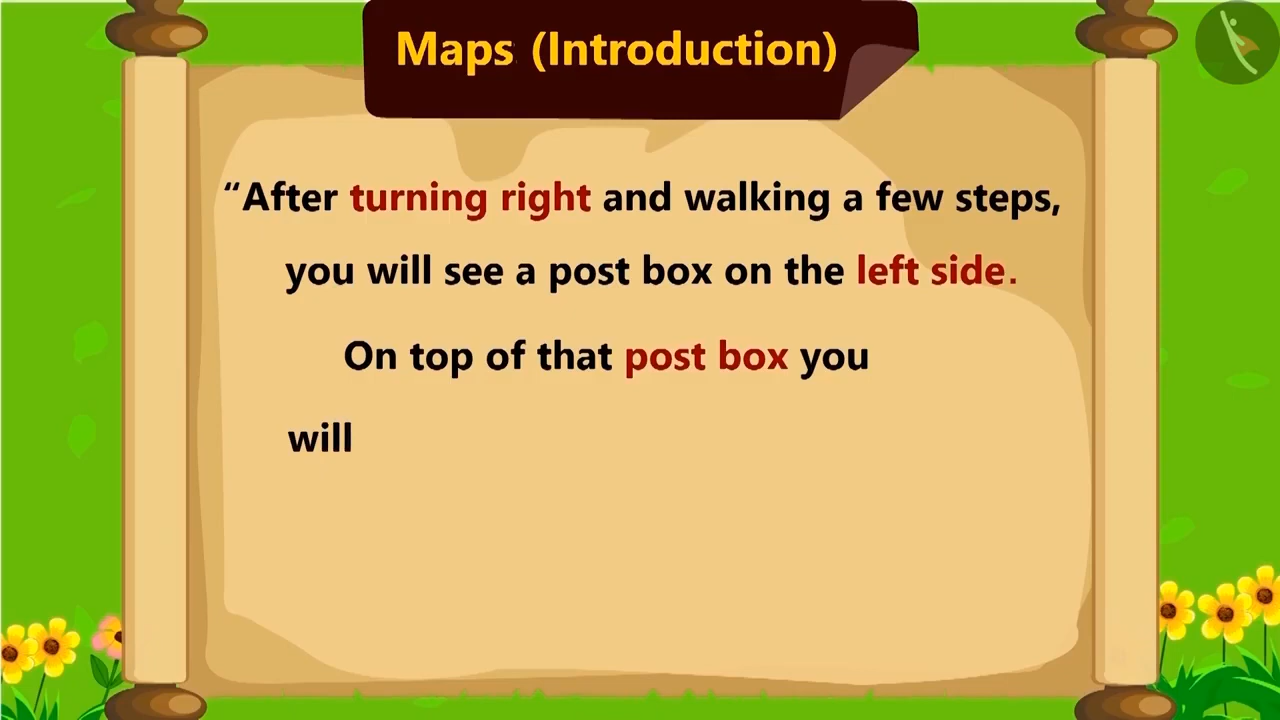 Maps (Introduction)
“After turning right and walking a few steps,
you will see a post box on the left side.
On top of that post box you
will